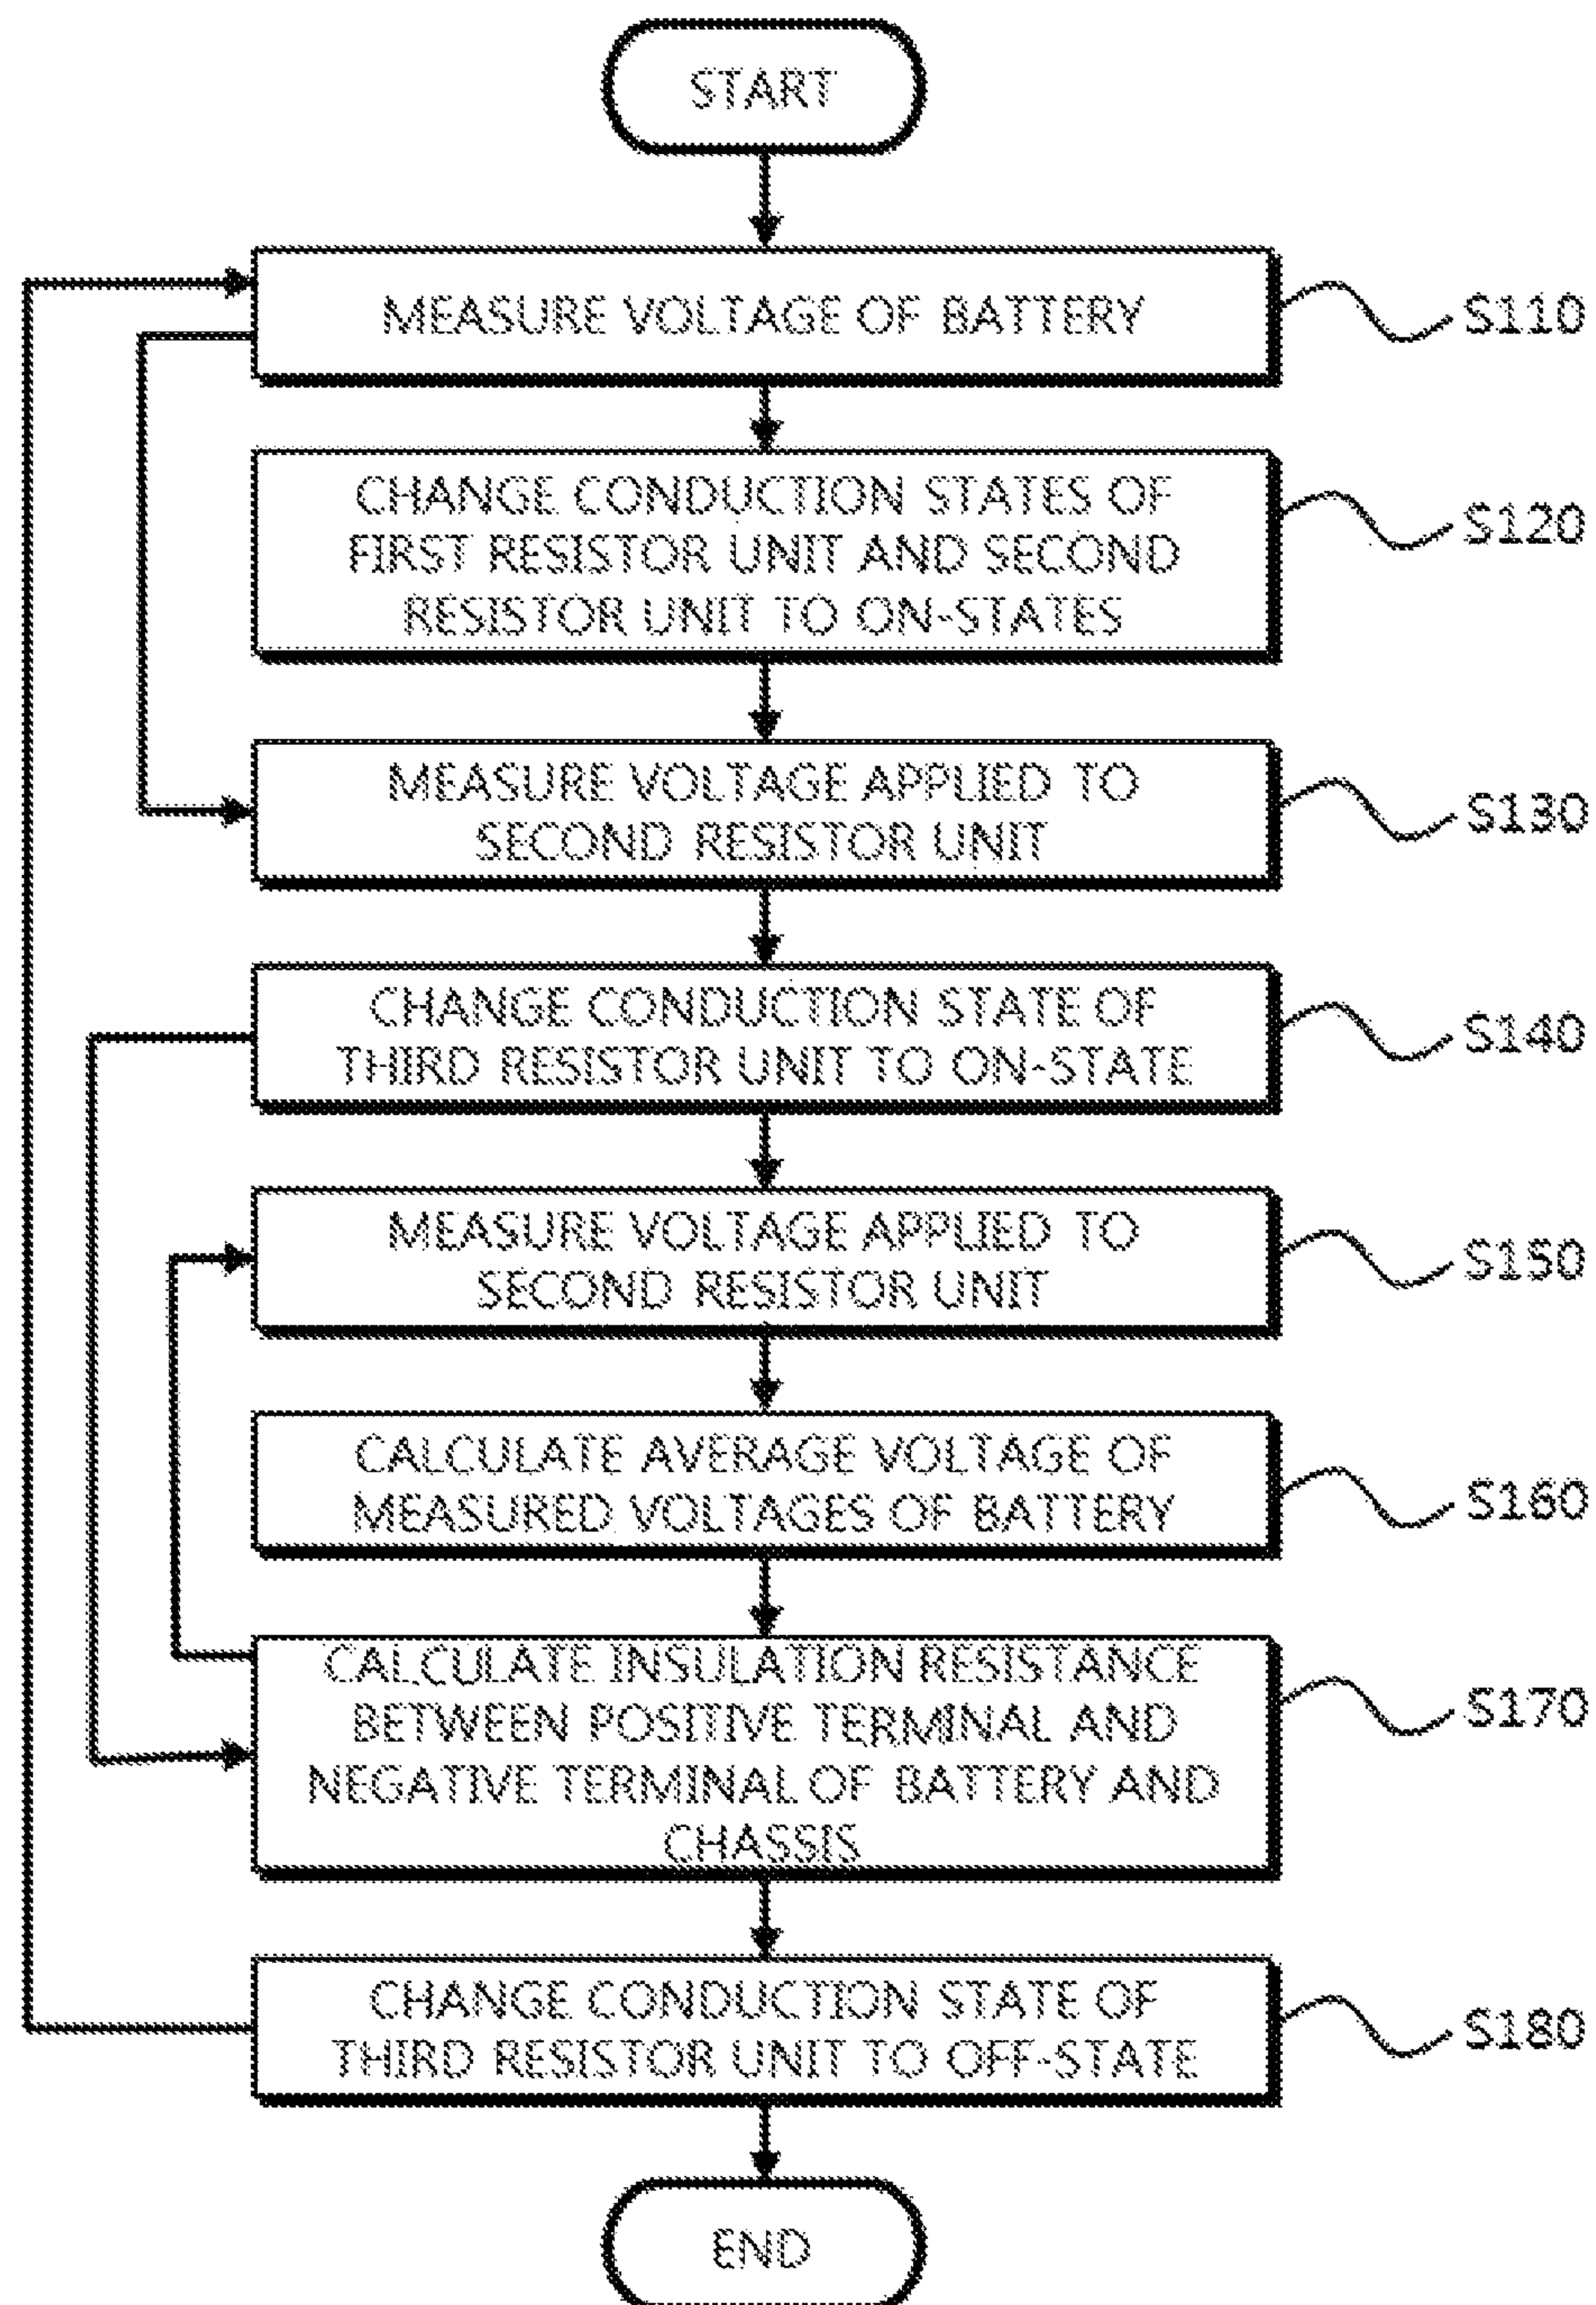 START
MEASURE VOLTAGE OF BATTERY
S110
CHANGE CONDUCTION STATES OF
FIRST RESISTOR UNIT AND SECOND
RESISTOR UNIT TO ON-STATES
S120
MEASURE VOLTAGE APPLIED TO
SECOND RESISTOR UNIT
S130
CHANGE CONDUCTION STATE OF
THIRD RESISTOR UNIT TO ON-STATE
S140
MEASURE VOLTAGE APPLIED TO
SECOND RESISTOR UNIT
S150
CALCULATE AVERAGE VOLTAGE OF
MEASURED VOLTAGES OF BATTERY
S160
CALCULATE INSULATION RESISTANCE
BETWEEN POSITIVE TERMINAL AND
NEGATIVE TERMINAL OF BATTERY AND
CHASSIS
S170
CHANGE CONDUCTION STATE OF
THIRD RESISTOR UNIT TO OFF-STATE
S180
END